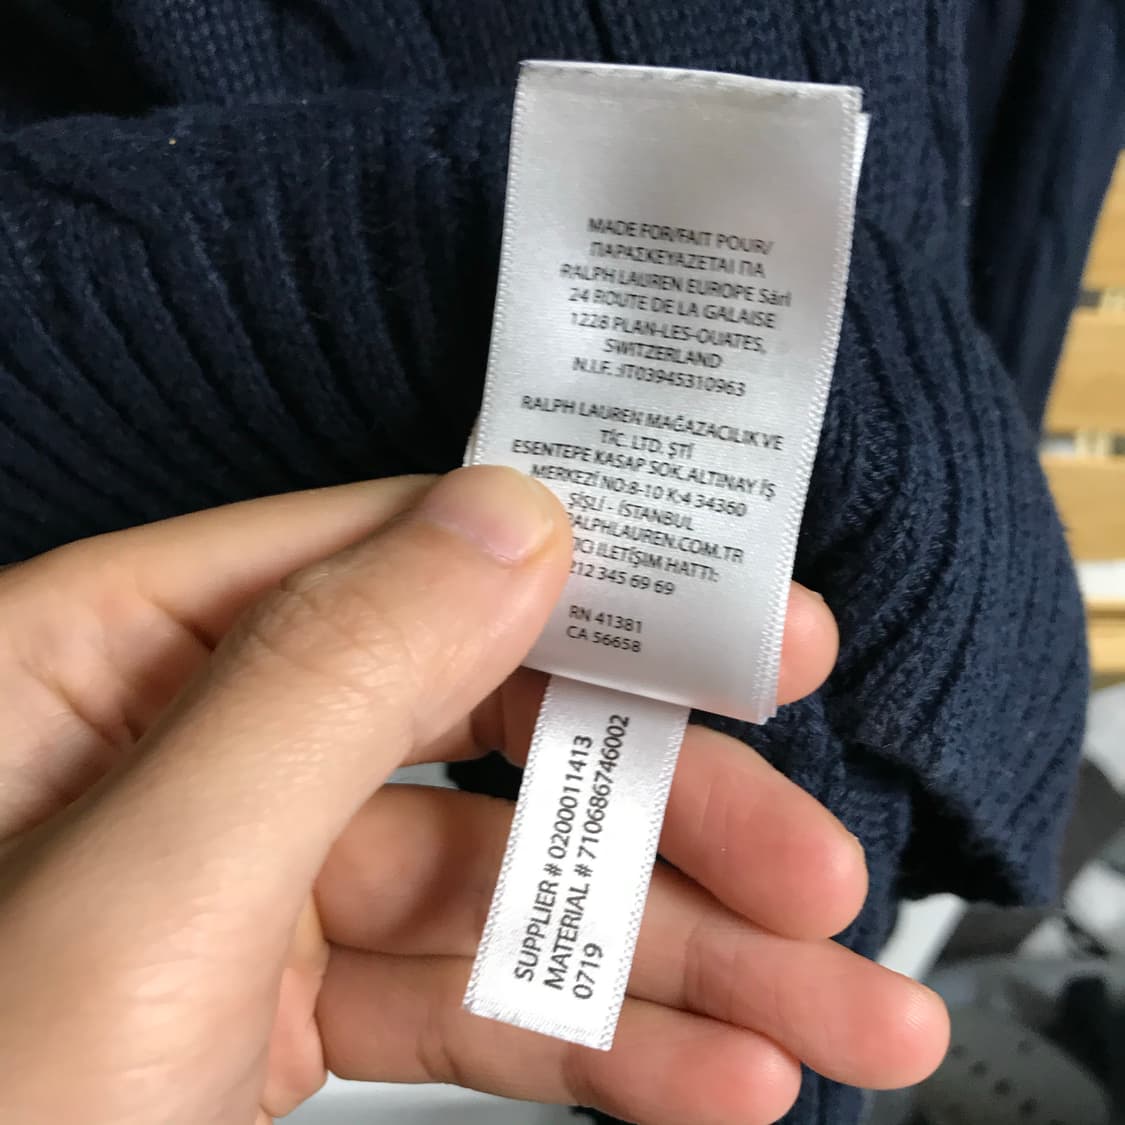 MADE FOR/FAIT POUR/
ΠΑΡΑΣΚΕΥΑΖΕΤΑΙ ΓΙΑ
RALPH LAUREN EUROPE Sàrl
24 ROUTE DE LA GALAISE
1228 PLAN-LES-OUATES,
SWITZERLAND
N.I.F. :IT03945310963
RALPH LAUREN MAĞAZACILIK VE
TİC. LTD. ŞTİ
ESENTEPE KASAP SOK.ALTINAY İŞ
MERKEZİ NO:8-10 K:4 34360
ŞİSLİ - İSTANBUL
RALPHLAUREN.COM.TR
İLETİŞİM HATTI:
212 345 69 69
RN 41381
CA 56658
SUPPLIER # 0200011413
MATERIAL # 710686746002
0719